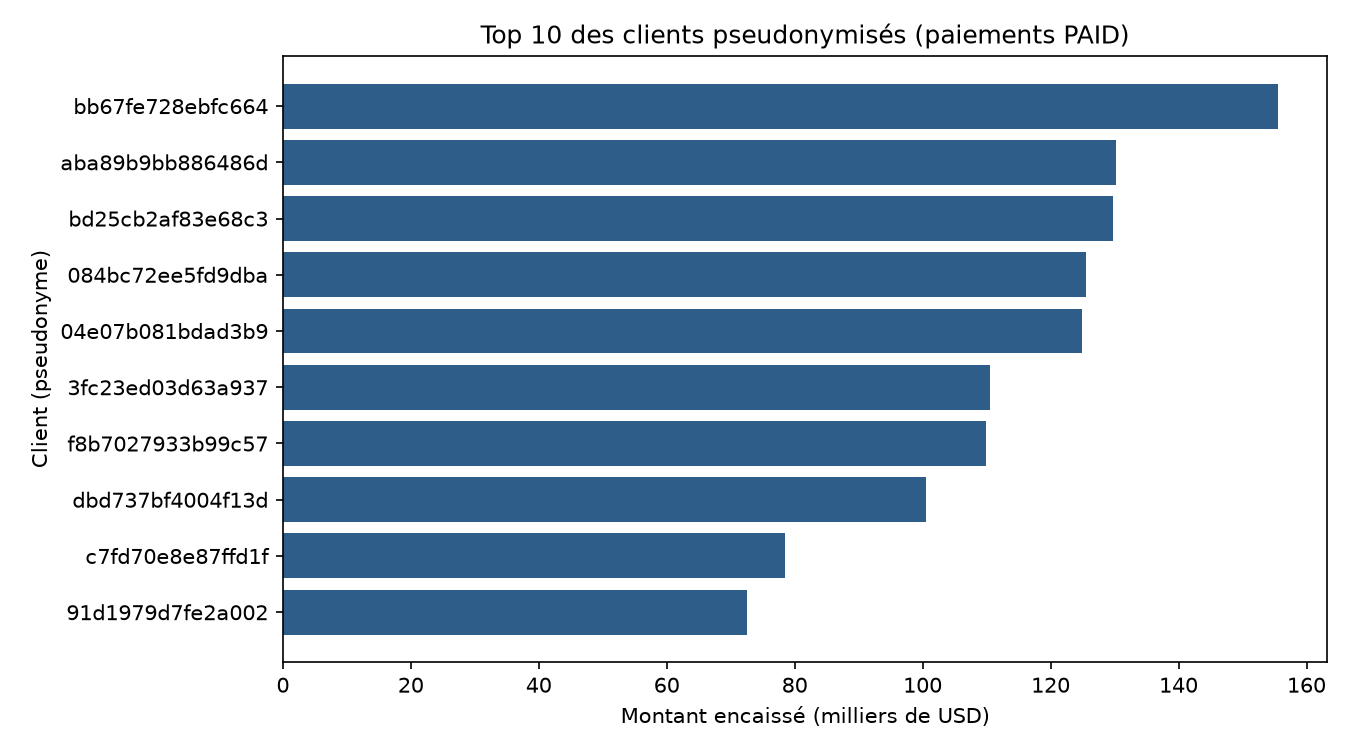 Top 10 des clients pseudonymisés (paiements PAID)
Client (pseudonyme)
bb67fe728ebfc664
aba89b9bb886486d
bd25cb2af83e68c3
084bc72ee5fd9dba
04e07b081bdad3b9
3fc23ed03d63a937
f8b7027933b99c57
dbd737bf4004f13d
c7fd70e8e87ffd1f
91d1979d7fe2a002
0 20 40 60 80 100 120 140 160
Montant encaissé (milliers de USD)